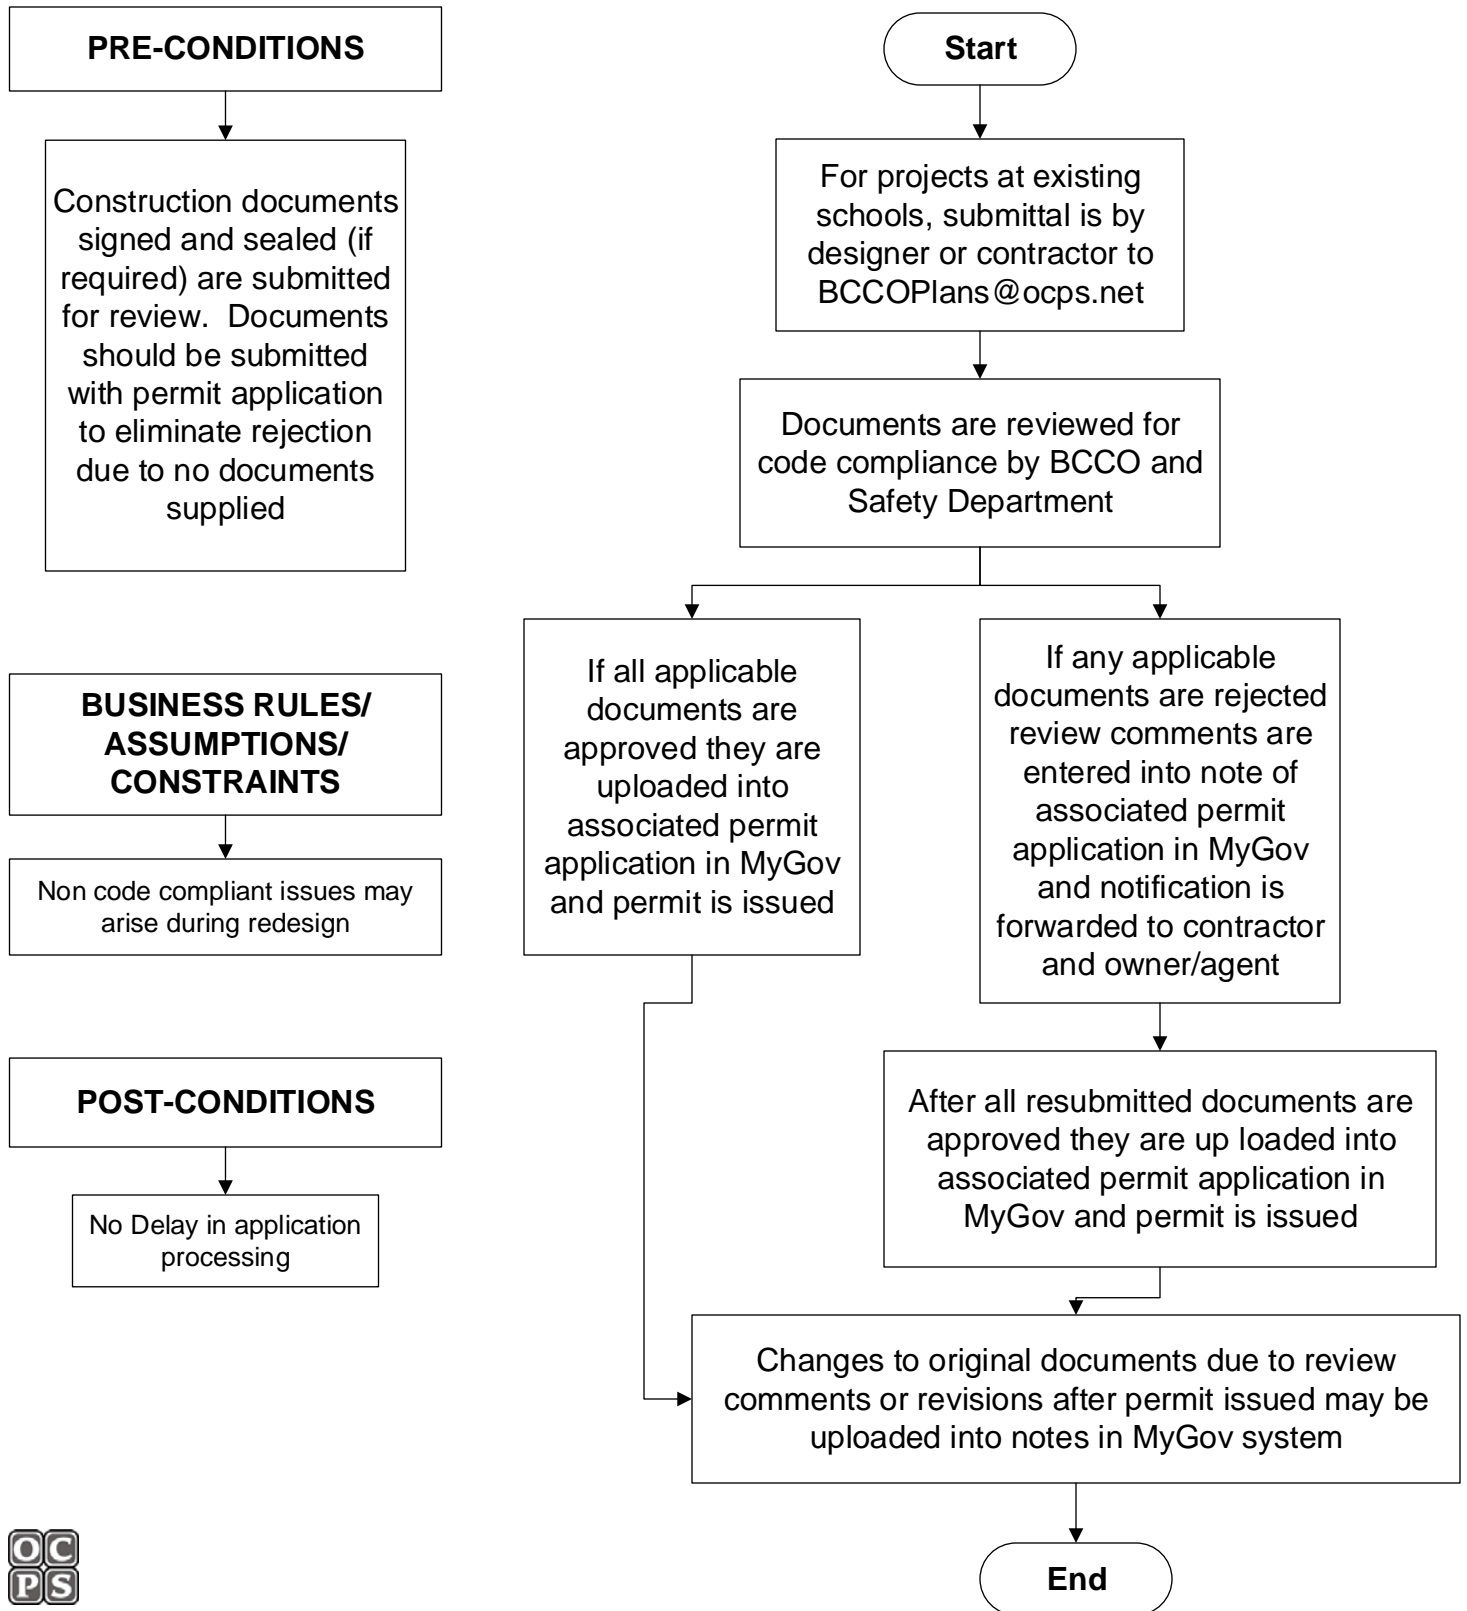 PRE-CONDITIONS
Construction documents
signed and sealed (if
required) are submitted
for review.  Documents
should be submitted
with permit application
to eliminate rejection
due to no documents
supplied
BUSINESS RULES/
ASSUMPTIONS/
CONSTRAINTS
Non code compliant issues may
arise during redesign
POST-CONDITIONS
No Delay in application
processing
Start
For projects at existing
schools, submittal is by
designer or contractor to
BCCOPlans@ocps.net
Documents are reviewed for
code compliance by BCCO and
Safety Department
If all applicable
documents are
approved they are
uploaded into
associated permit
application in MyGov
and permit is issued
If any applicable
documents are rejected
review comments are
entered into note of
associated permit
application in MyGov
and notification is
forwarded to contractor
and owner/agent
After all resubmitted documents are
approved they are up loaded into
associated permit application in
MyGov and permit is issued
Changes to original documents due to review
comments or revisions after permit issued may be
uploaded into notes in MyGov system
End
OC
PS